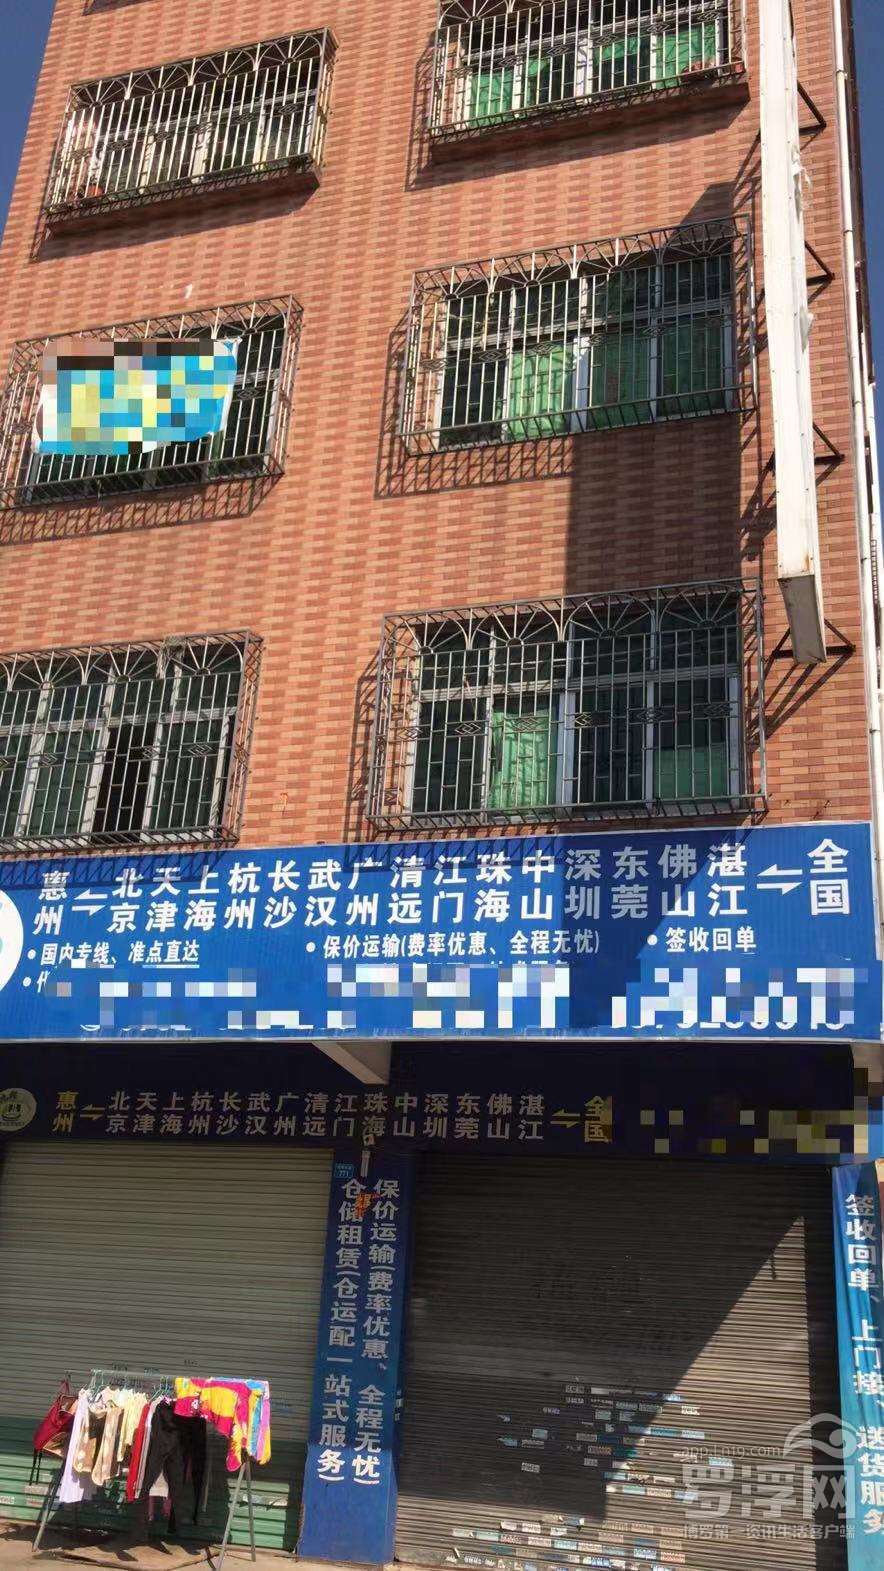 惠州⇌北京 天津 上海 杭州 长沙 武汉 广州 清远 江门 珠海 中山 深圳 东莞 佛山 湛江⇌全国
•国内专线、准点直达 •保价运输(费率优惠、全程无忧) •签收回单
惠州⇌北京 天津 上海 杭州 长沙 武汉 广州 清远 江门 珠海 中山 深圳 东莞 佛山 湛江⇌全国
771
保价运输(费率优惠、全程无忧)
仓储租赁(仓运配一站式服务)
签收回单、上门接、送货服务
罗浮网
博罗第一资讯生活客户端